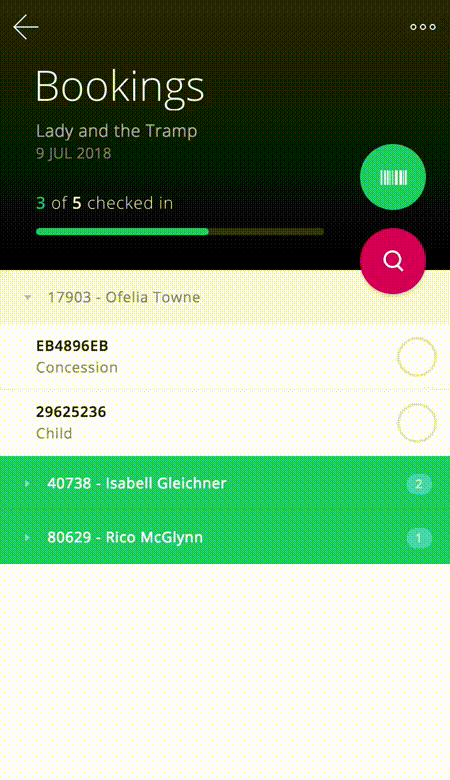 Bookings
Lady and the Tramp
9 JUL 2018
3 of 5 checked in
17903 - Ofelia Towne
EB4896EB
Concession
29625236
Child
40738 - Isabell Gleichner 2
80629 - Rico McGlynn 1